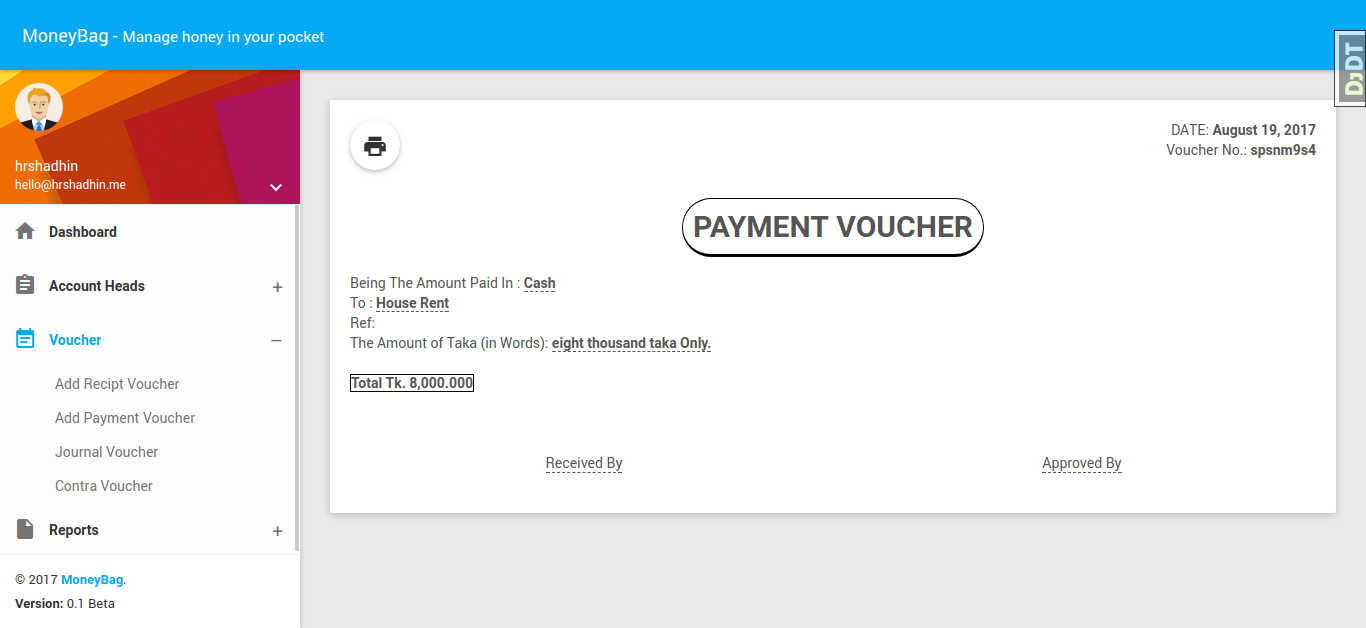 MoneyBag - Manage honey in your pocket
DJDT
hrshadhin
hello@hrshadhin.me
Dashboard
Account Heads +
Voucher −
Add Recipt Voucher
Add Payment Voucher
Journal Voucher
Contra Voucher
Reports +
© 2017 MoneyBag.
Version: 0.1 Beta
DATE: August 19, 2017
Voucher No.: spsnm9s4
PAYMENT VOUCHER
Being The Amount Paid In : Cash
To : House Rent
Ref:
The Amount of Taka (in Words): eight thousand taka Only.
Total Tk. 8,000.000
Received By
Approved By